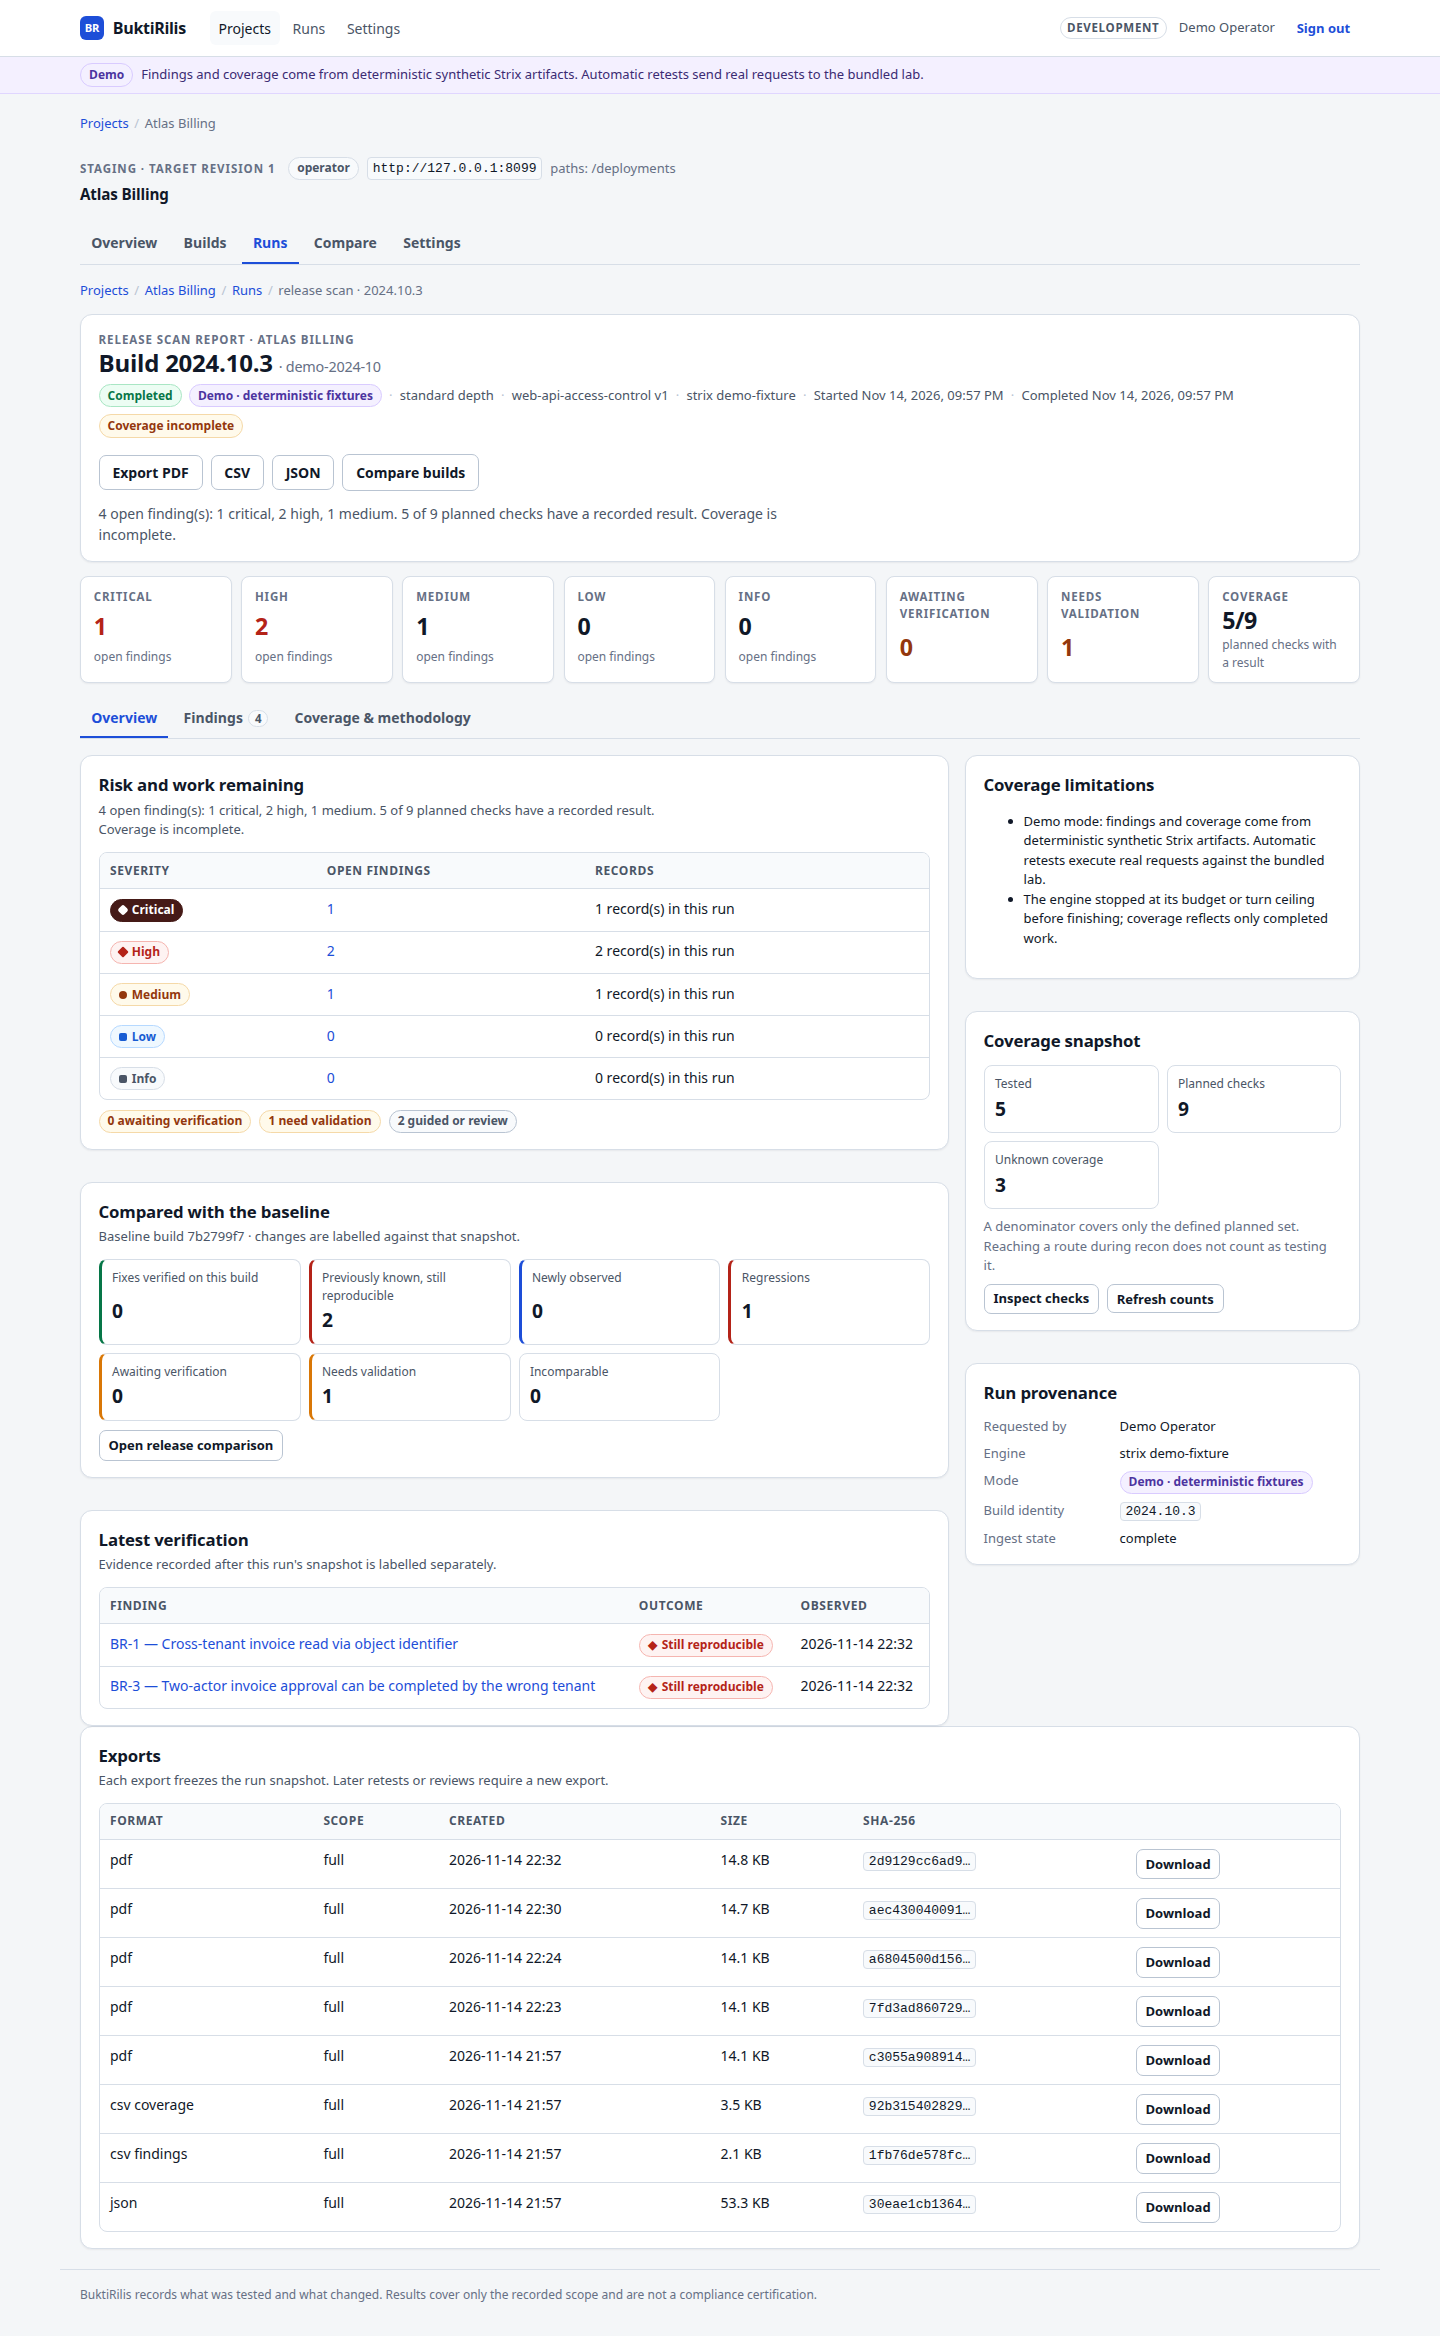 BR BuktiRilis Projects Runs Settings DEVELOPMENT Demo Operator Sign out
Demo Findings and coverage come from deterministic synthetic Strix artifacts. Automatic retests send real requests to the bundled lab.
Projects / Atlas Billing
STAGING · TARGET REVISION 1 operator http://127.0.0.1:8099 paths: /deployments
Atlas Billing
Overview Builds Runs Compare Settings
Projects / Atlas Billing / Runs / release scan · 2024.10.3
RELEASE SCAN REPORT · ATLAS BILLING
Build 2024.10.3 · demo-2024-10
Completed Demo · deterministic fixtures · standard depth · web-api-access-control v1 · strix demo-fixture · Started Nov 14, 2026, 09:57 PM · Completed Nov 14, 2026, 09:57 PM
Coverage incomplete
Export PDF CSV JSON Compare builds
4 open finding(s): 1 critical, 2 high, 1 medium. 5 of 9 planned checks have a recorded result. Coverage is
incomplete.
CRITICAL
1
open findings
HIGH
2
open findings
MEDIUM
1
open findings
LOW
0
open findings
INFO
0
open findings
AWAITING
VERIFICATION
0
NEEDS
VALIDATION
1
COVERAGE
5/9
planned checks with
a result
Overview Findings 4 Coverage & methodology
Risk and work remaining
4 open finding(s): 1 critical, 2 high, 1 medium. 5 of 9 planned checks have a recorded result.
Coverage is incomplete.
SEVERITY OPEN FINDINGS RECORDS
Critical 1 1 record(s) in this run
High 2 2 record(s) in this run
Medium 1 1 record(s) in this run
Low 0 0 record(s) in this run
Info 0 0 record(s) in this run
0 awaiting verification 1 need validation 2 guided or review
Compared with the baseline
Baseline build 7b2799f7 · changes are labelled against that snapshot.
Fixes verified on this build
0
Previously known, still
reproducible
2
Newly observed
0
Regressions
1
Awaiting verification
0
Needs validation
1
Incomparable
0
Open release comparison
Latest verification
Evidence recorded after this run's snapshot is labelled separately.
FINDING OUTCOME OBSERVED
BR-1 — Cross-tenant invoice read via object identifier Still reproducible 2026-11-14 22:32
BR-3 — Two-actor invoice approval can be completed by the wrong tenant Still reproducible 2026-11-14 22:32
Coverage limitations
• Demo mode: findings and coverage come from
deterministic synthetic Strix artifacts. Automatic
retests execute real requests against the bundled
lab.
• The engine stopped at its budget or turn ceiling
before finishing; coverage reflects only completed
work.
Coverage snapshot
Tested
5
Planned checks
9
Unknown coverage
3
A denominator covers only the defined planned set.
Reaching a route during recon does not count as testing
it.
Inspect checks Refresh counts
Run provenance
Requested by Demo Operator
Engine strix demo-fixture
Mode Demo · deterministic fixtures
Build identity 2024.10.3
Ingest state complete
Exports
Each export freezes the run snapshot. Later retests or reviews require a new export.
FORMAT SCOPE CREATED SIZE SHA-256
pdf full 2026-11-14 22:32 14.8 KB 2d9129cc6ad9… Download
pdf full 2026-11-14 22:30 14.7 KB aec430040091… Download
pdf full 2026-11-14 22:24 14.1 KB a6804500d156… Download
pdf full 2026-11-14 22:23 14.1 KB 7fd3ad860729… Download
pdf full 2026-11-14 21:57 14.1 KB c3055a908914… Download
csv coverage full 2026-11-14 21:57 3.5 KB 92b315402829… Download
csv findings full 2026-11-14 21:57 2.1 KB 1fb76de578fc… Download
json full 2026-11-14 21:57 53.3 KB 30eae1cb1364… Download
BuktiRilis records what was tested and what changed. Results cover only the recorded scope and are not a compliance certification.